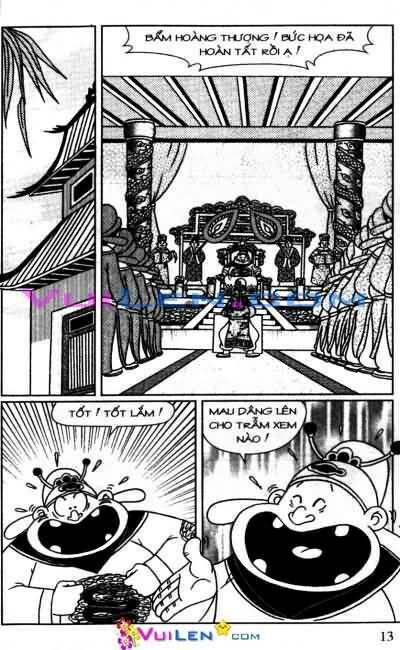 BẨM HOÀNG THƯỢNG! BỨC HỌA ĐÃ
HOÀN TẤT RỒI Ạ!
VUILEN.COM
TỐT! TỐT LẮM!
MAU DÂNG LÊN
CHO TRẪM XEM
NÀO!
VUILEN.COM
13